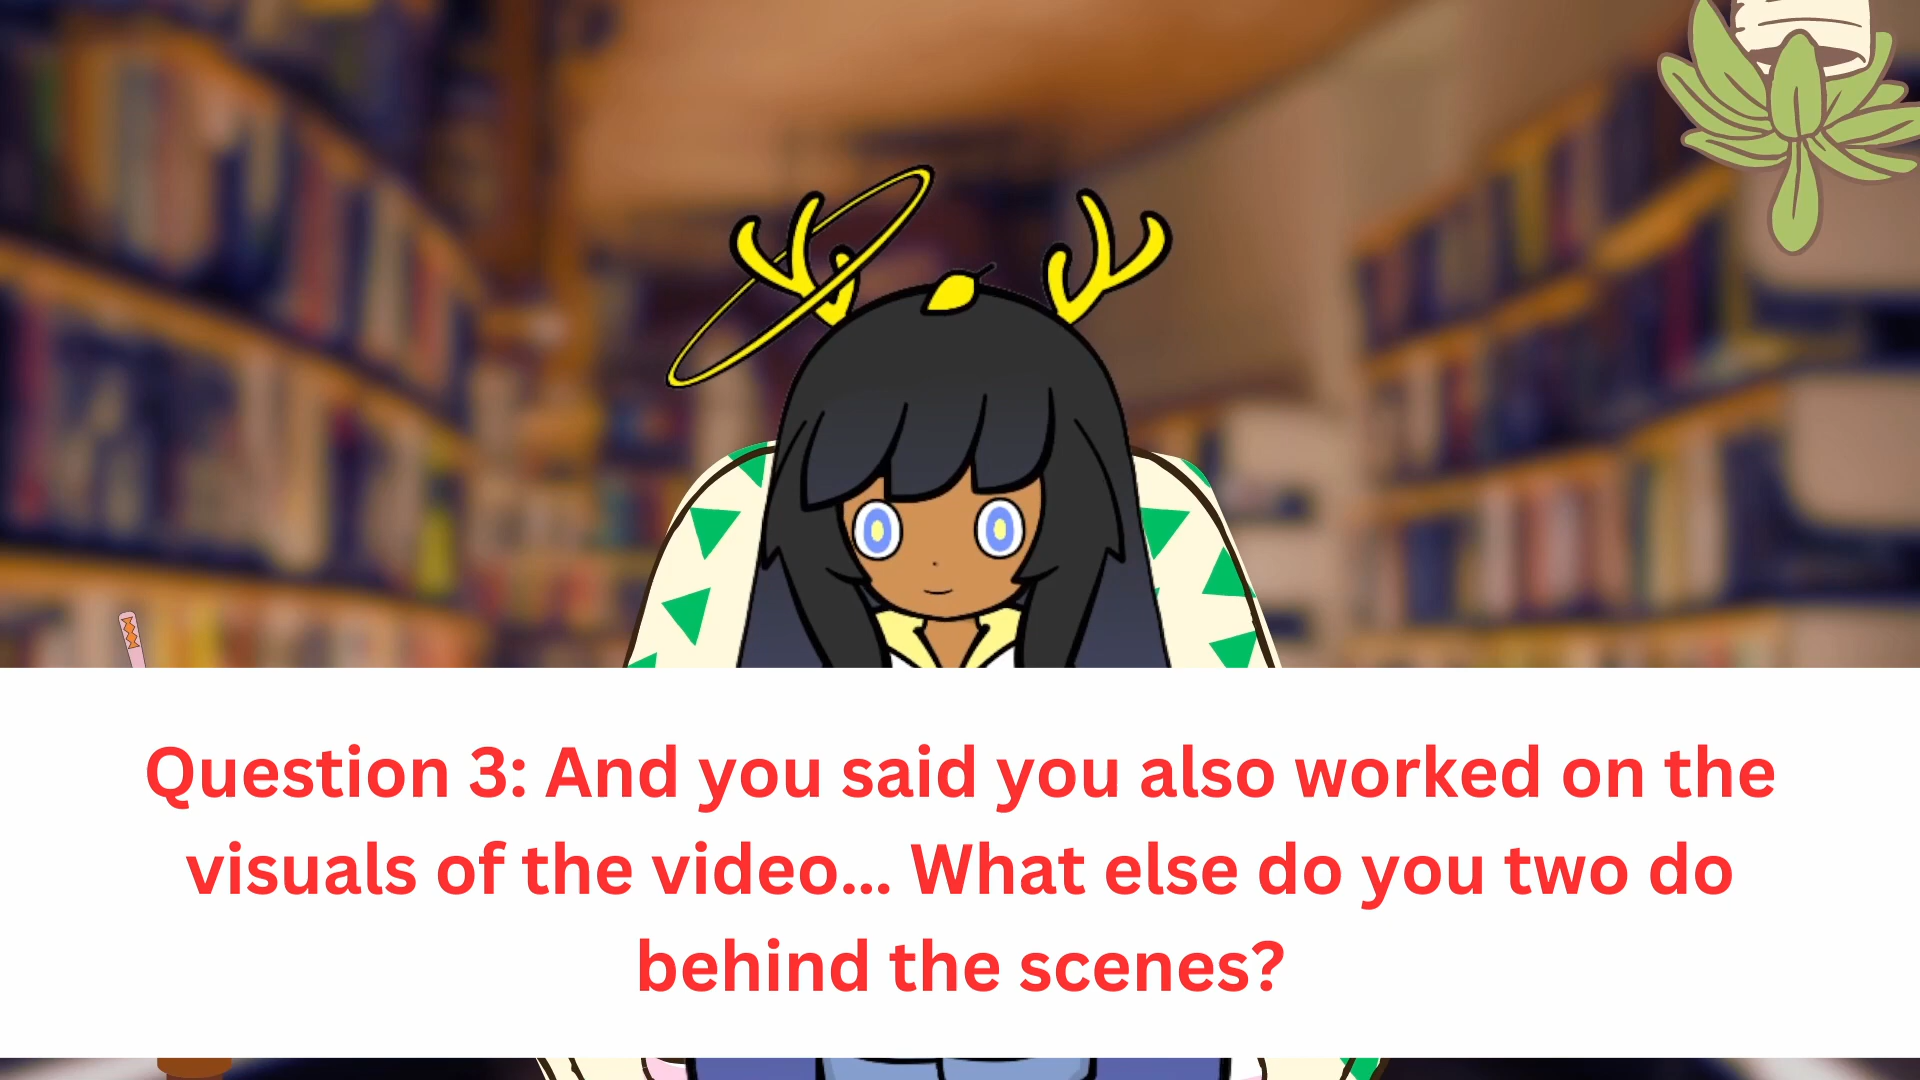 Question 3: And you said you also worked on the
visuals of the video... What else do you two do
behind the scenes?